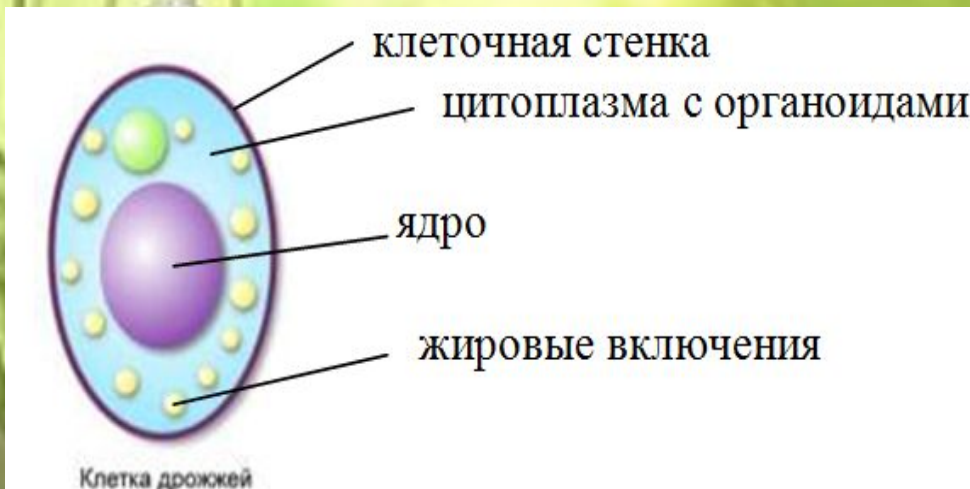 клеточная стенка
цитоплазма с органоидами
ядро
жировые включения
Клетка дрожжей